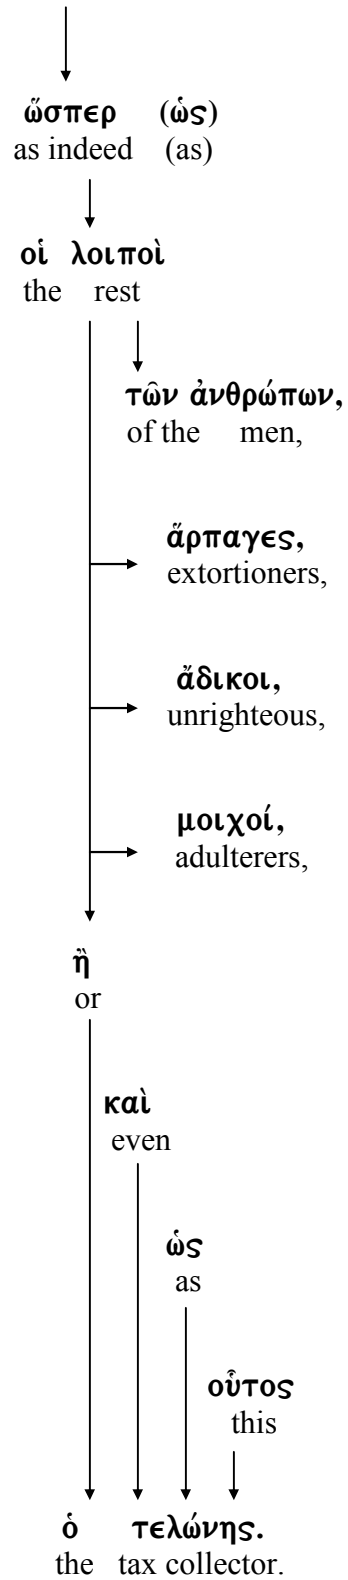 ὥσπερ (ὡς)
as indeed (as)
οἱ λοιποὶ
the rest
τῶν ἀνθρώπων,
of the men,
ἅρπαγες,
extortioners,
ἄδικοι,
unrighteous,
μοιχοί,
adulterers,
ἢ
or
καὶ
even
ὡς
as
οὗτος
this
ὁ τελώνης.
the tax collector.